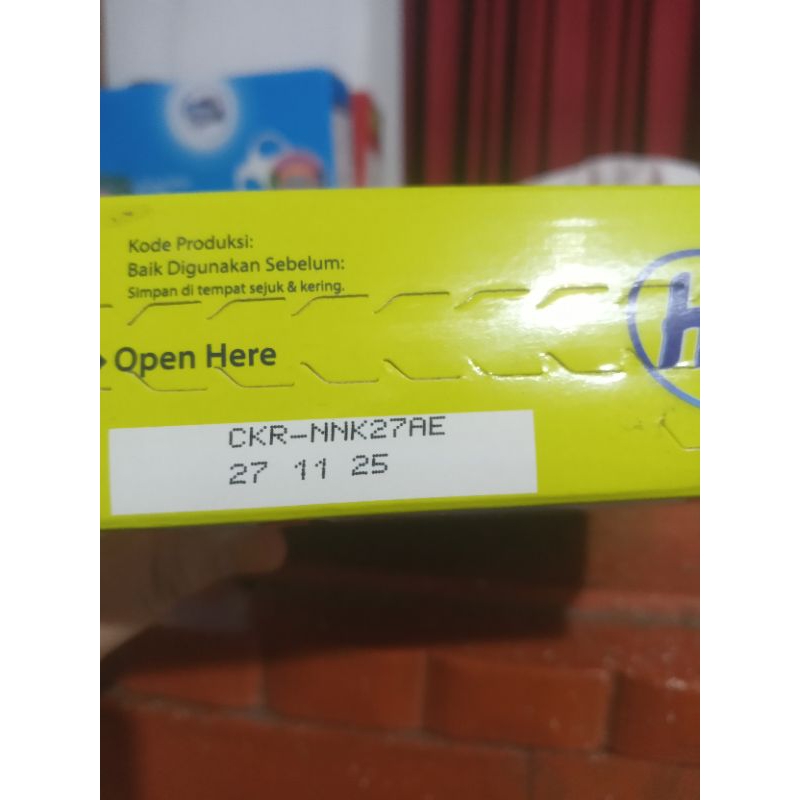 Kode Produksi:
Baik Digunakan Sebelum:
Simpan di tempat sejuk & kering.
Open Here
CKR-NNK27AE
27 11 25